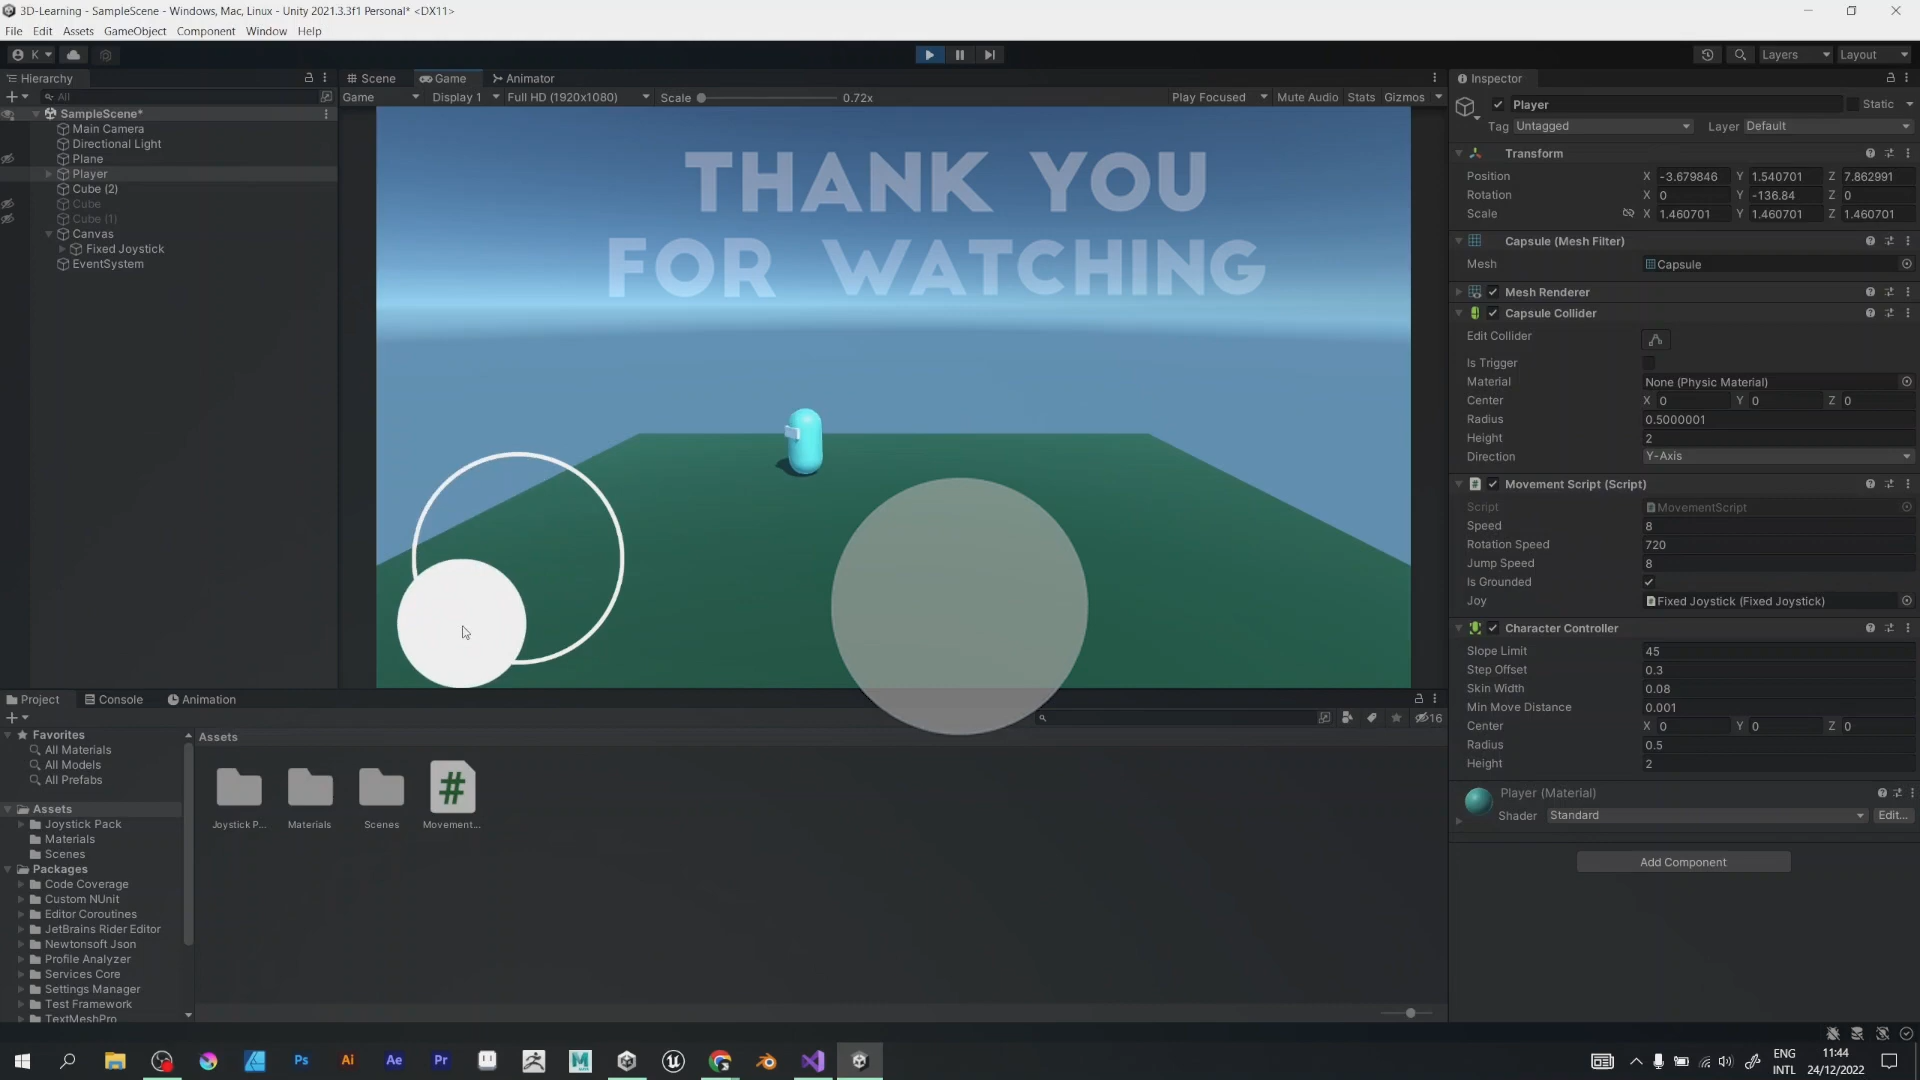 3D-Learning - SampleScene - Windows, Mac, Linux - Unity 2021.3.3f1 Personal* <DX11>
File Edit Assets GameObject Component Window Help
K Layers Layout
Hierarchy
All
SampleScene*
Main Camera
Directional Light
Plane
Player
Cube (2)
Cube
Cube (1)
Canvas
Fixed Joystick
EventSystem
Scene Game Animator
Game Display 1 Full HD (1920x1080) Scale 0.72x Play Focused Mute Audio Stats Gizmos
THANK YOU
FOR WATCHING
Inspector
Player Static
Tag Untagged Layer Default
Transform
Position X -3.679846 Y 1.540701 Z 7.862991
Rotation X 0 Y -136.84 Z 0
Scale X 1.460701 Y 1.460701 Z 1.460701
Capsule (Mesh Filter)
Mesh Capsule
Mesh Renderer
Capsule Collider
Edit Collider
Is Trigger
Material None (Physic Material)
Center X 0 Y 0 Z 0
Radius 0.5000001
Height 2
Direction Y-Axis
# Movement Script (Script)
Script MovementScript
Speed 8
Rotation Speed 720
Jump Speed 8
Is Grounded
Joy Fixed Joystick (Fixed Joystick)
Character Controller
Slope Limit 45
Step Offset 0.3
Skin Width 0.08
Min Move Distance 0.001
Center X 0 Y 0 Z 0
Radius 0.5
Height 2
Player (Material)
Shader Standard Edit...
Add Component
Project Console Animation
16
Favorites
All Materials
All Models
All Prefabs
Assets
Joystick Pack
Materials
Scenes
Packages
Code Coverage
Custom NUnit
Editor Coroutines
JetBrains Rider Editor
Newtonsoft Json
Profile Analyzer
Services Core
Settings Manager
Test Framework
TextMeshPro
Assets
#
Joystick P... Materials Scenes Movement...
Ps Ai Ae Pr M
ENG
INTL
11:44
24/12/2022